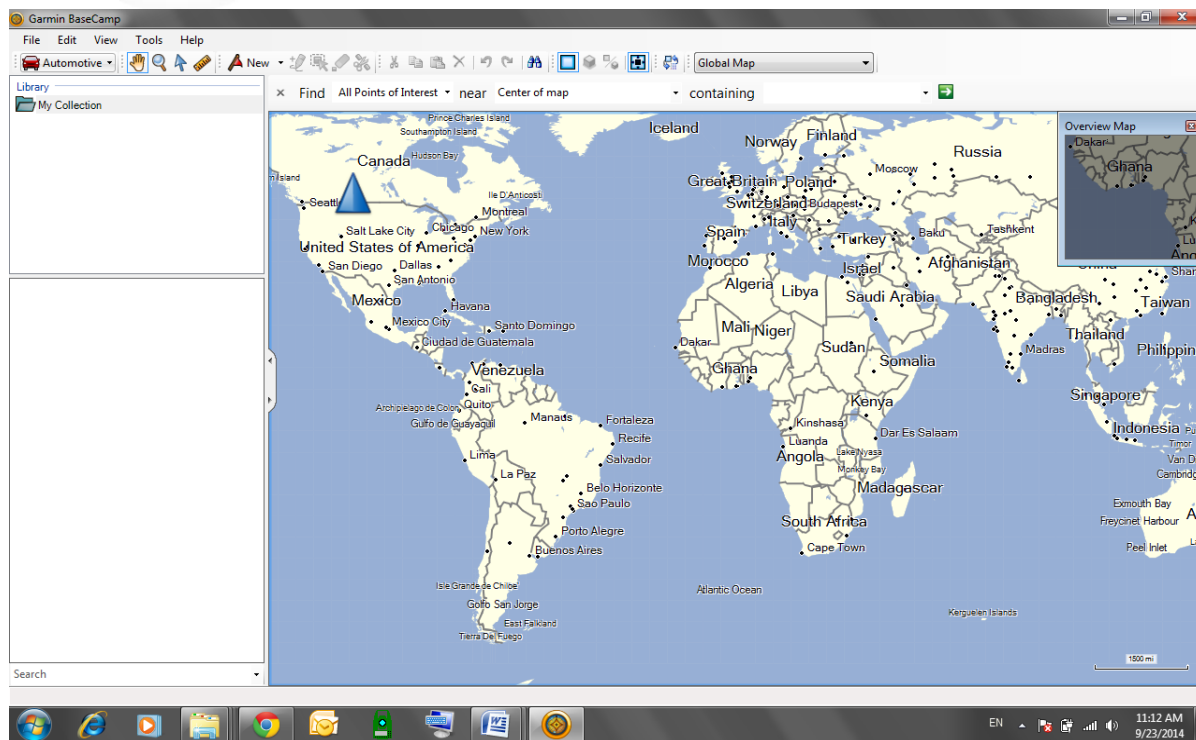 Garmin BaseCamp
File Edit View Tools Help
Automotive New Global Map
Library
My Collection
Find All Points of Interest near Center of map containing
Prince Charles Island
Southampton Island
Iceland
Norway Finland
Overview Map
Dakar
Ghana
Canada Hudson Bay
Russia
Moscow
Great Britain Poland
Ile D'Anticosti
Switzerland Budapest
Montreal
Italy
Salt Lake City Chicago New York
Spain
Turkey Baku Tashkent
United States of America
San Diego Dallas
Morocco Israel Afghanistan
San Antonio
Algeria Libya
Mexico Havana
Saudi Arabia Bangladesh Taiwan
Mexico City Santo Domingo
Mali Niger
Thailand
Ciudad de Guatemala
Dakar Sudan Madras Philippin
Somalia
Venezuela Ghana
Cali
Singapore
Archipielago de Colon Quito
Kenya
Golfo de Guayaquil Manaus Fortaleza
Kinshasa Indonesia
Recife Dar Es Salaam
Luanda Timor
Lima Salvador
Angola Lake Nyasa Van D
La Paz Monkey Bay Cambridg
Belo Horizonte Madagascar
Sao Paulo Exmouth Bay
South Africa Freycinet Harbour A
Porto Alegre
Buenos Aires Cape Town Peel Inlet
Isle Grande de Chiloe
Atlantic Ocean
Golfo San Jorge
Kerguelen Islands
East Falkland
Tierra Del Fuego
1500 mi
Search
EN 11:12 AM
9/23/2014